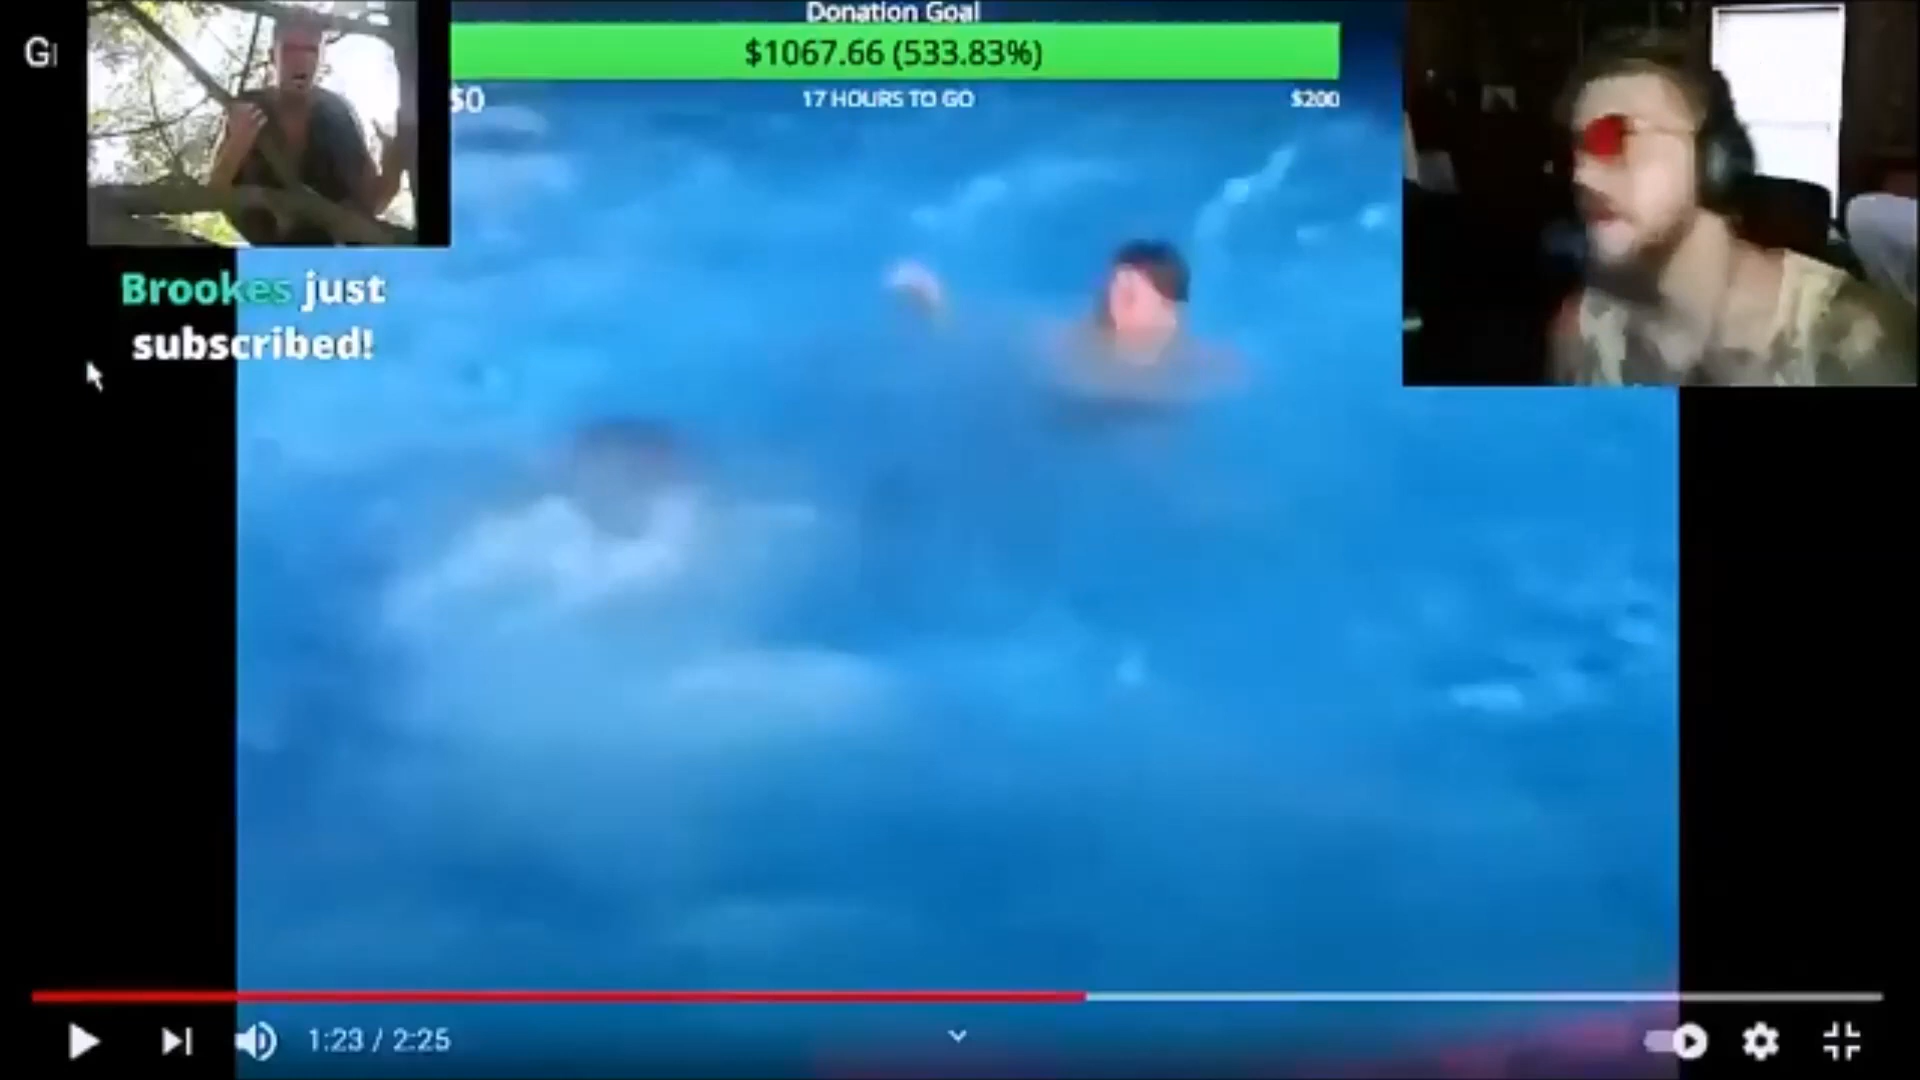 Donation Goal
$1067.66 (533.83%)
$0
17 HOURS TO GO
$200
Brookes just
subscribed!
1:23 / 2:25